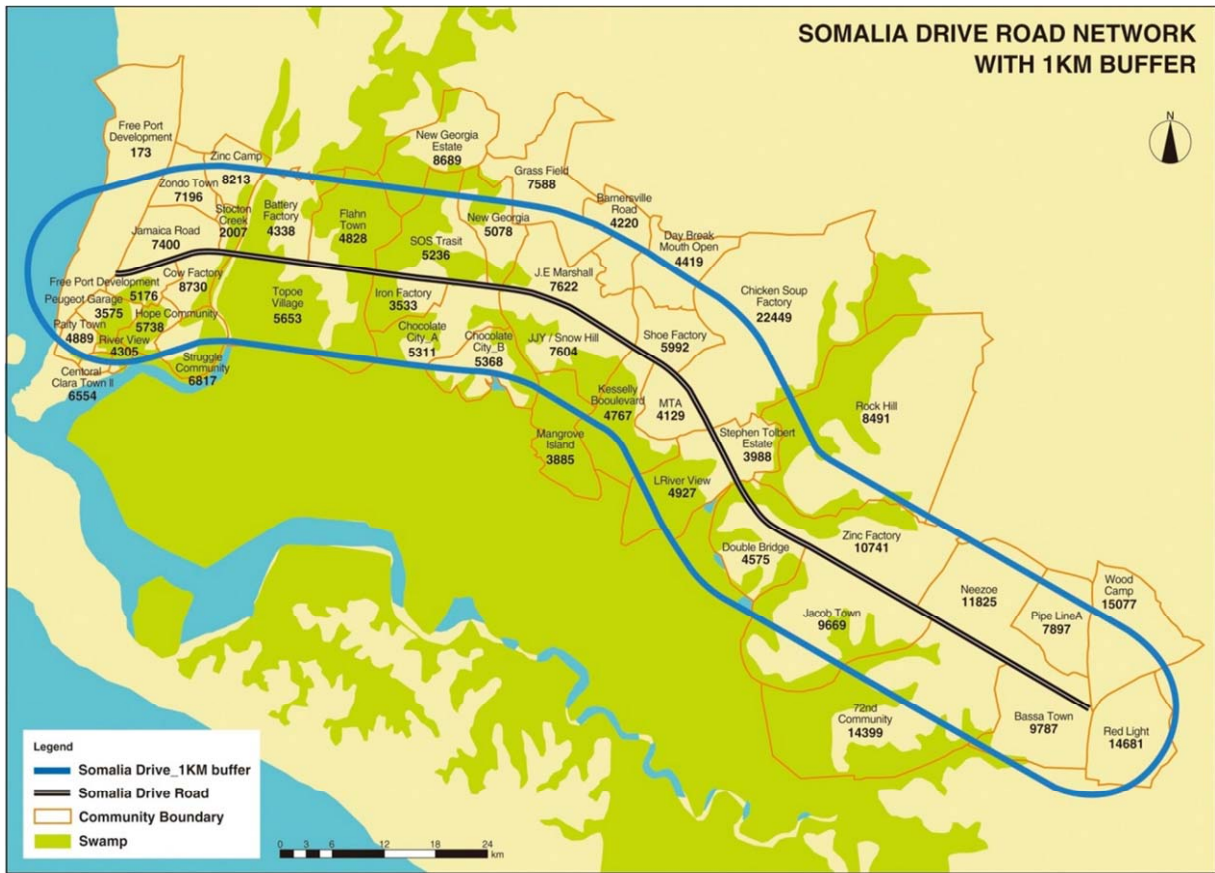 SOMALIA DRIVE ROAD NETWORK
WITH 1KM BUFFER
N
Free Port
Development
173
Zinc Camp
8213
Zondo Town
7196
Stocton
Creek
2007
Battery
Factory
4338
Flahn
Town
4828
New Georgia
Estate
8689
Grass Field
7588
New Georgia
5078
Barnersville
Road
4220
Day Break
Mouth Open
4419
Jamaica Road
7400
SOS Trasit
5236
J.E Marshall
7622
Chicken Soup
Factory
22449
Free Port Development
5176
Cow Factory
8730
Peugeot Garage
3575
Hope Community
5738
Topoe
Village
5653
Iron Factory
3533
Paity Town
4889
River View
4305
Chocolate
City_A
5311
Chocolate
City_B
5368
JJY / Snow Hill
7604
Shoe Factory
5992
Centoral
Clara Town ll
6554
Struggle
Community
6817
Kesselly
Booulevard
4767
MTA
4129
Rock Hill
8491
Mangrove
Island
3885
Stephen Tolbert
Estate
3988
LRiver View
4927
Double Bridge
4575
Zinc Factory
10741
Neezoe
11825
Wood
Camp
15077
Pipe LineA
7897
Jacob Town
9669
72nd
Community
14399
Bassa Town
9787
Red Light
14681
Legend
Somalia Drive_1KM buffer
Somalia Drive Road
Community Boundary
Swamp
0 3 6 12 18 24
km